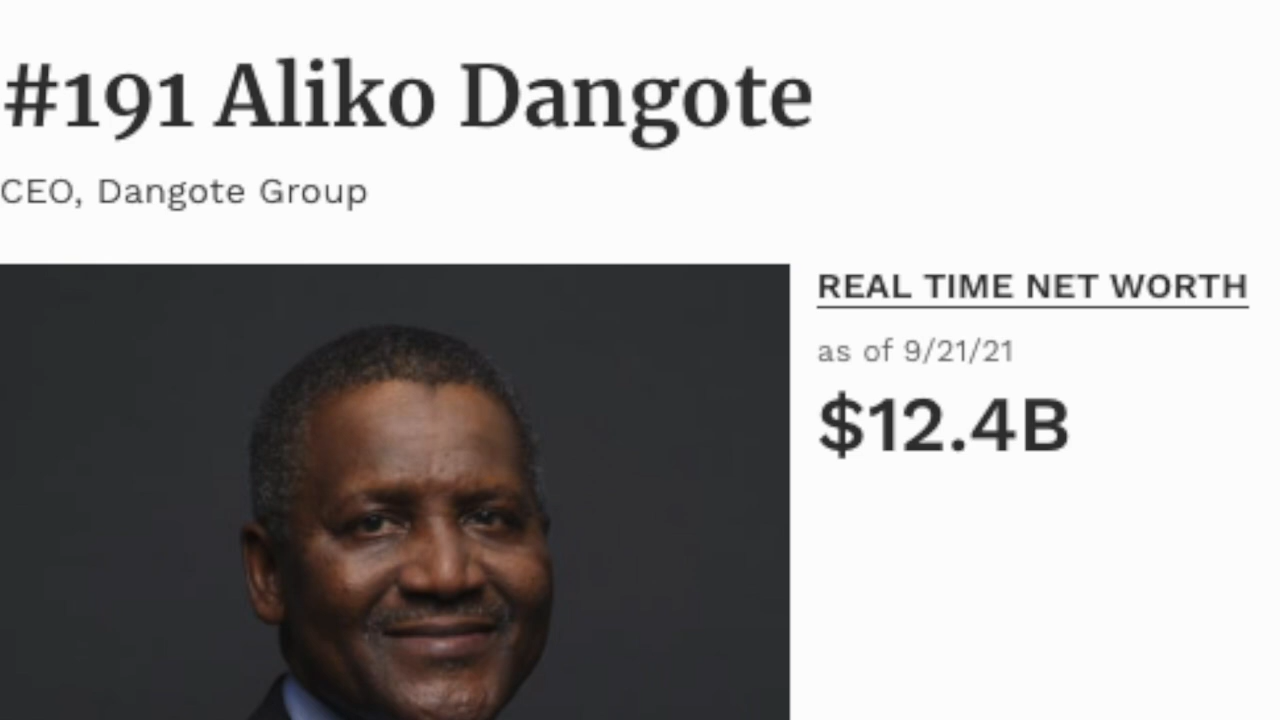 #191 Aliko Dangote
CEO, Dangote Group
REAL TIME NET WORTH
as of 9/21/21
$12.4B